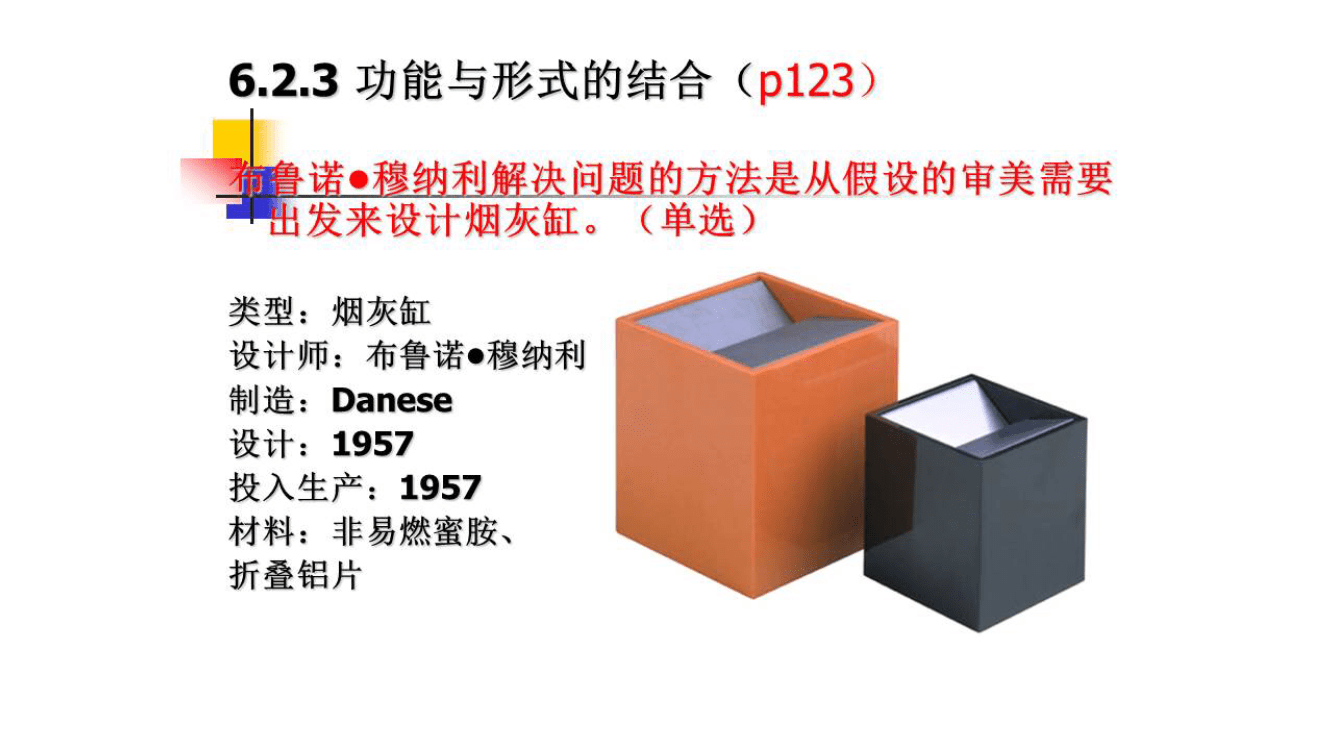 6.2.3 功能与形式的结合（p123）
布鲁诺●穆纳利解决问题的方法是从假设的审美需要
出发来设计烟灰缸。（单选）
类型：烟灰缸
设计师：布鲁诺●穆纳利
制造：Danese
设计：1957
投入生产：1957
材料：非易燃蜜胺、
折叠铝片